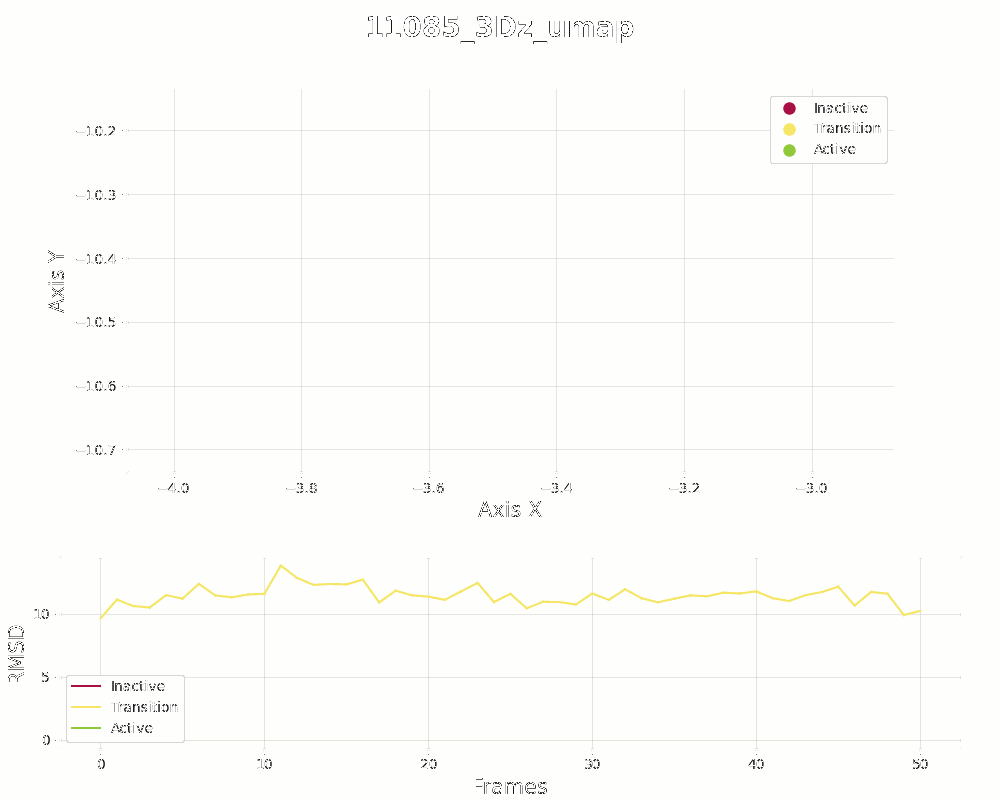 11085_3Dz_umap
Inactive
Transition
Active
−10.2
−10.3
−10.4
−10.5
−10.6
−10.7
Axis Y
−4.0 −3.8 −3.6 −3.4 −3.2 −3.0
Axis X
10
5
0
RMSD
Inactive
Transition
Active
0 10 20 30 40 50
Frames